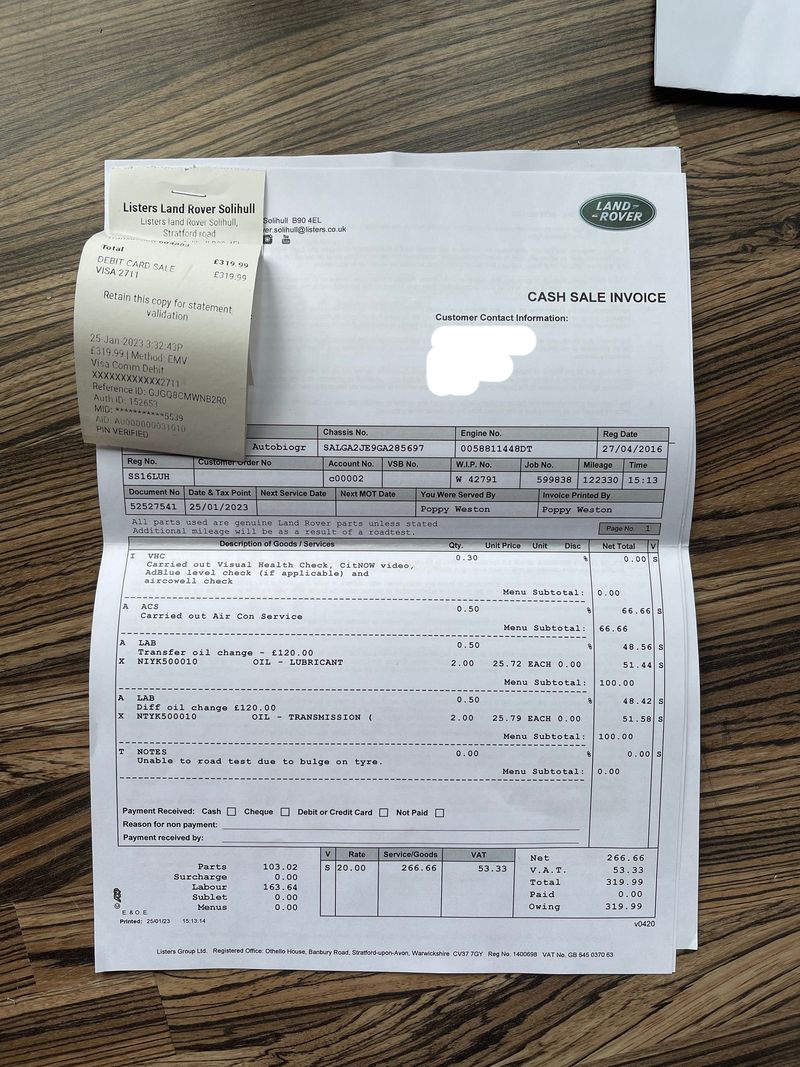 Listers Land Rover Solihull
Listers land Rover Solihull,
Stratford road
Total £319.99
DEBIT CARD SALE £319.99
VISA 2711
Retain this copy for statement
validation
25 Jan 2023 3:32:43P
£319.99 | Method: EMV
Visa Comm Debit
XXXXXXXXXXXX2711
Reference ID: GJGQ8CMWNB2R0
Auth ID: 152653
MID: ***********5539
AID: A0000000031010
PIN VERIFIED
Solihull B90 4EL
er.solihull@listers.co.uk
LAND ROVER
CASH SALE INVOICE
Customer Contact Information:
Chassis No. Engine No. Reg Date
Autobiogr SALGA2JE9GA285697 0058811448DT 27/04/2016
Reg No. Customer Order No Account No. VSB No. W.I.P. No. Job No. Mileage Time
SS16LUH c00002 W 42791 599838 122330 15:13
Document No Date & Tax Point Next Service Date Next MOT Date You Were Served By Invoice Printed By
52527541 25/01/2023 Poppy Weston Poppy Weston
All parts used are genuine Land Rover parts unless stated
Additional mileage will be as a result of a roadtest.
Page No. 1
Description of Goods / Services Qty. Unit Price Unit Disc Net Total V
I VHC 0.30 % 0.00 S
Carried out Visual Health Check, CitNOW video,
AdBlue level check (if applicable) and
aircowell check
Menu Subtotal: 0.00
A ACS 0.50 % 66.66 S
Carried out Air Con Service
Menu Subtotal: 66.66
A LAB 0.50 % 48.56 S
Transfer oil change - £120.00
X NIYK500010 OIL - LUBRICANT 2.00 25.72 EACH 0.00 51.44 S
Menu Subtotal: 100.00
A LAB 0.50 % 48.42 S
Diff oil change £120.00
X NTYK500010 OIL - TRANSMISSION ( 2.00 25.79 EACH 0.00 51.58 S
Menu Subtotal: 100.00
T NOTES 0.00 % 0.00 S
Unable to road test due to bulge on tyre.
Menu Subtotal: 0.00
Payment Received: Cash Cheque Debit or Credit Card Not Paid
Reason for non payment:
Payment received by:
Parts 103.02
Surcharge 0.00
Labour 163.64
Sublet 0.00
Menus 0.00
V Rate Service/Goods VAT
S 20.00 266.66 53.33
Net 266.66
V.A.T. 53.33
Total 319.99
Paid 0.00
Owing 319.99
E. & O. E.
Printed: 25/01/23 15:13:14
v0420
Listers Group Ltd. Registered Office: Othello House, Banbury Road, Stratford-upon-Avon, Warwickshire CV37 7GY Reg No. 1400698 VAT No. GB 545 0370 63